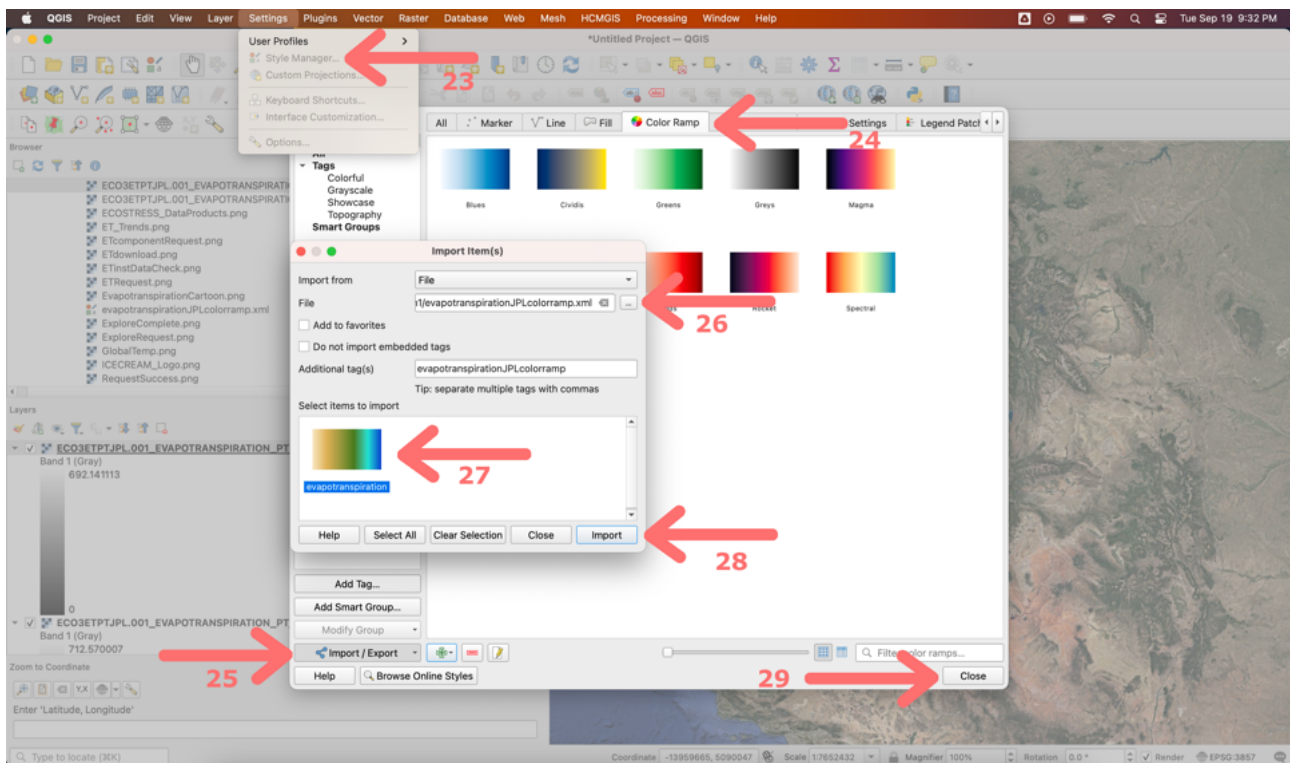 QGIS Project Edit View Layer Settings Plugins Vector Raster Database Web Mesh HCMGIS Processing Window Help Tue Sep 19 9:32 PM
*Untitled Project — QGIS
User Profiles
Style Manager...
Custom Projections...
Keyboard Shortcuts...
Interface Customization...
Options...
23
All Marker Line Fill Color Ramp Settings Legend Patch
24
Browser
ECO3ETPTJPL.001_EVAPOTRANSPIRATI
ECO3ETPTJPL.001_EVAPOTRANSPIRATI
ECOSTRESS_DataProducts.png
ET_Trends.png
ETcomponentRequest.png
ETdownload.png
ETinstDataCheck.png
ETRequest.png
EvapotranspirationCartoon.png
evapotranspirationJPLcolorramp.xml
ExploreComplete.png
ExploreRequest.png
GlobalTemp.png
ICECREAM_Logo.png
RequestSuccess.png
All
Tags
Colorful
Grayscale
Showcase
Topography
Smart Groups
Blues Cividis Greens Greys Magma
Rocket Spectral
Import Item(s)
Import from File
File 1/evapotranspirationJPLcolorramp.xml ...
26
Add to favorites
Do not import embedded tags
Additional tag(s) evapotranspirationJPLcolorramp
Tip: separate multiple tags with commas
Select items to import
evapotranspiration
27
Help Select All Clear Selection Close Import
28
Layers
ECO3ETPTJPL.001_EVAPOTRANSPIRATION_PT
Band 1 (Gray)
692.141113
0
ECO3ETPTJPL.001_EVAPOTRANSPIRATION_PT
Band 1 (Gray)
712.570007
Add Tag...
Add Smart Group...
Modify Group
Import / Export
25
Filter color ramps...
Help Browse Online Styles
29
Close
Zoom to Coordinate
Y,X
Enter 'Latitude, Longitude'
Type to locate (⌘K)
Coordinate -13959665, 5090047 Scale 1:7652432 Magnifier 100% Rotation 0.0 ° Render EPSG:3857